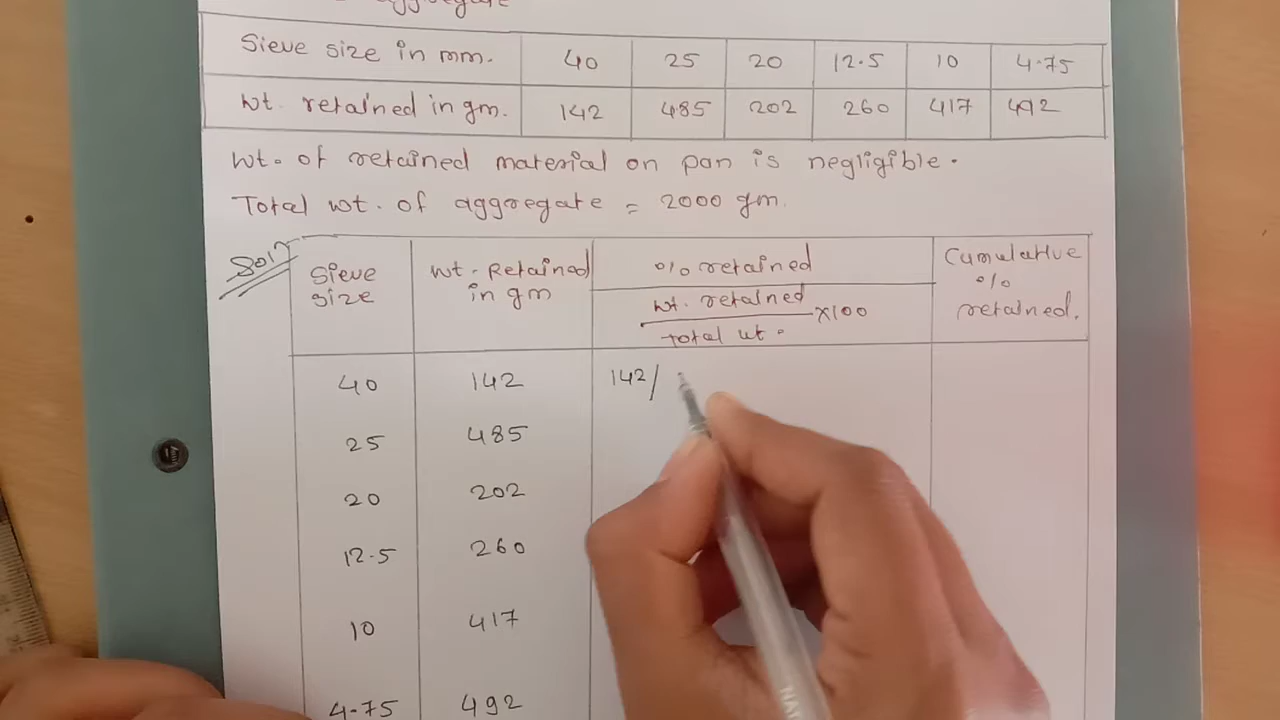 aggregate
Sieve size in mm. 40 25 20 12.5 10 4.75
wt. retained in gm. 142 485 202 260 417 492
wt. of retained material on pan is negligible.
Total wt. of aggregate = 2000 gm.
Soln
Sieve size
wt. Retained in gm
% retained
wt. retained / total wt. ×100
Cumulative % retained.
40 142 142/
25 485
20 202
12.5 260
10 417
4.75 492